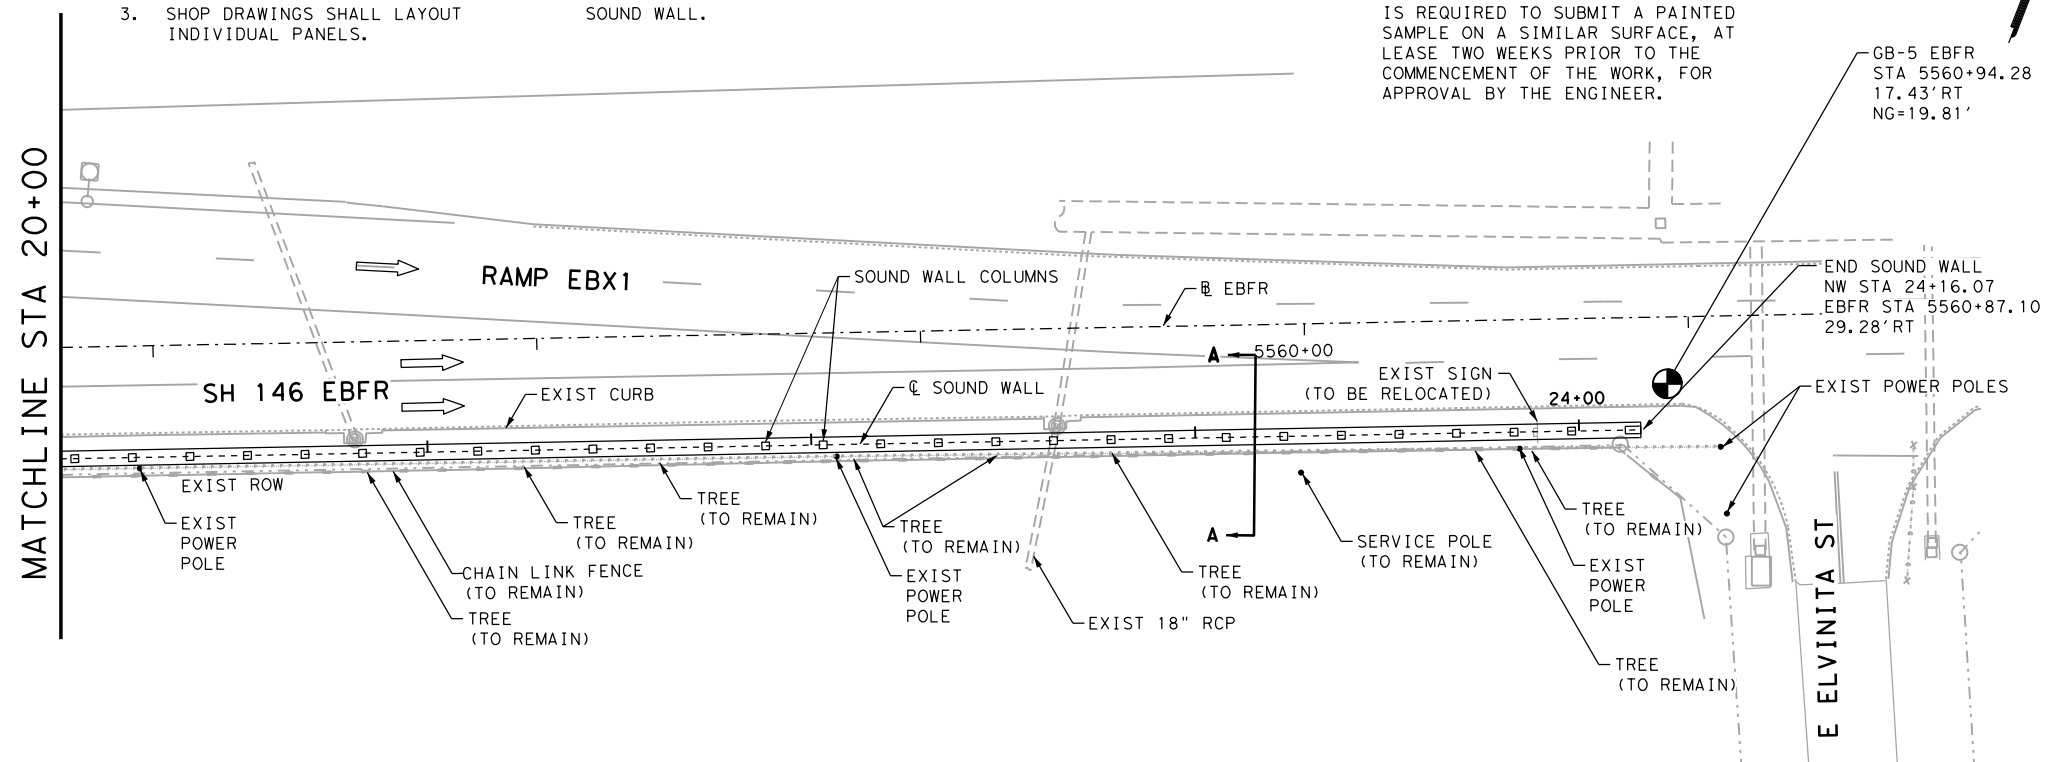 3. SHOP DRAWINGS SHALL LAYOUT
INDIVIDUAL PANELS.
SOUND WALL.
IS REQUIRED TO SUBMIT A PAINTED
SAMPLE ON A SIMILAR SURFACE, AT
LEASE TWO WEEKS PRIOR TO THE
COMMENCEMENT OF THE WORK, FOR
APPROVAL BY THE ENGINEER.
GB-5 EBFR
STA 5560+94.28
17.43'RT
NG=19.81'
MATCHLINE STA 20+00
RAMP EBX1
SOUND WALL COLUMNS
℄ EBFR
END SOUND WALL
NW STA 24+16.07
EBFR STA 5560+87.10
29.28'RT
A
5560+00
SH 146 EBFR
EXIST CURB
℄ SOUND WALL
EXIST SIGN
(TO BE RELOCATED)
24+00
EXIST POWER POLES
EXIST ROW
EXIST
POWER
POLE
TREE
(TO REMAIN)
TREE
(TO REMAIN)
TREE
(TO REMAIN)
A
SERVICE POLE
(TO REMAIN)
TREE
(TO REMAIN)
CHAIN LINK FENCE
(TO REMAIN)
TREE
(TO REMAIN)
EXIST
POWER
POLE
TREE
(TO REMAIN)
EXIST
POWER
POLE
EXIST 18" RCP
TREE
(TO REMAIN)
E ELVINITA ST